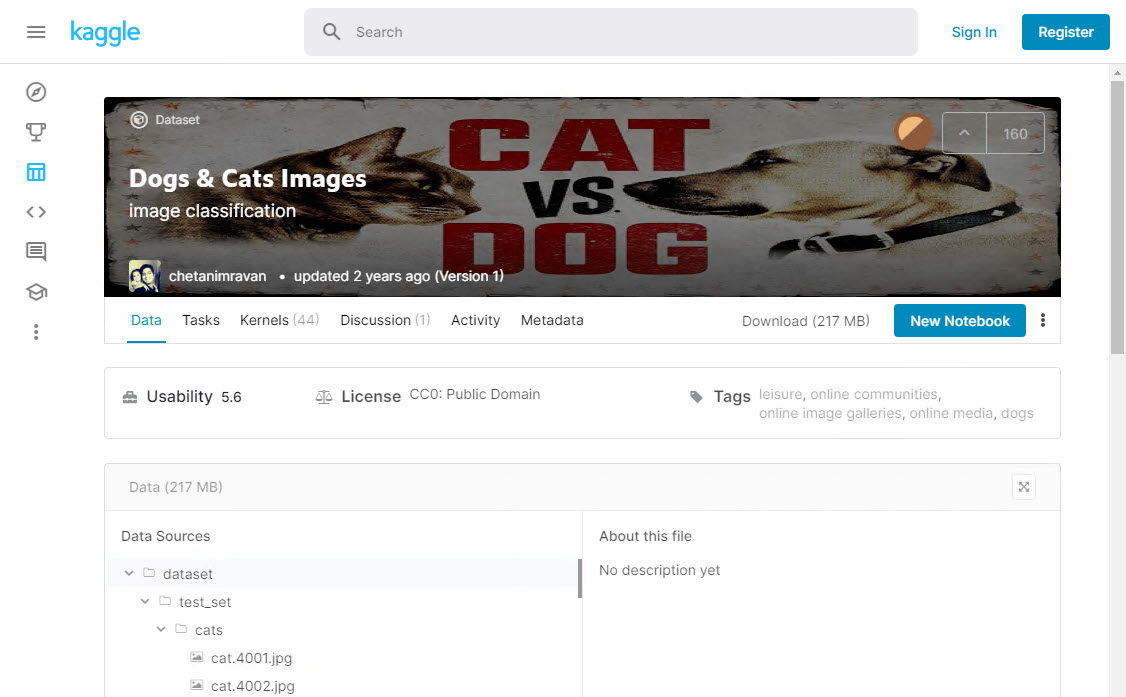 kaggle
Search
Sign In
Register
Dataset
160
CAT
VS.
DOG
Dogs & Cats Images
image classification
chetanimravan • updated 2 years ago (Version 1)
Data Tasks Kernels (44) Discussion (1) Activity Metadata Download (217 MB) New Notebook
Usability 5.6 License CC0: Public Domain Tags leisure, online communities,
online image galleries, online media, dogs
Data (217 MB)
Data Sources
About this file
dataset
No description yet
test_set
cats
cat.4001.jpg
cat.4002.jpg